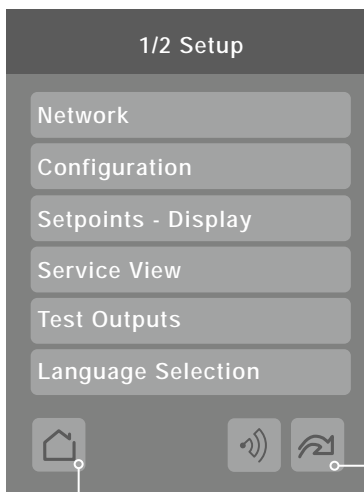 1/2 Setup
Network
Configuration
Setpoints - Display
Service View
Test Outputs
Language Selection